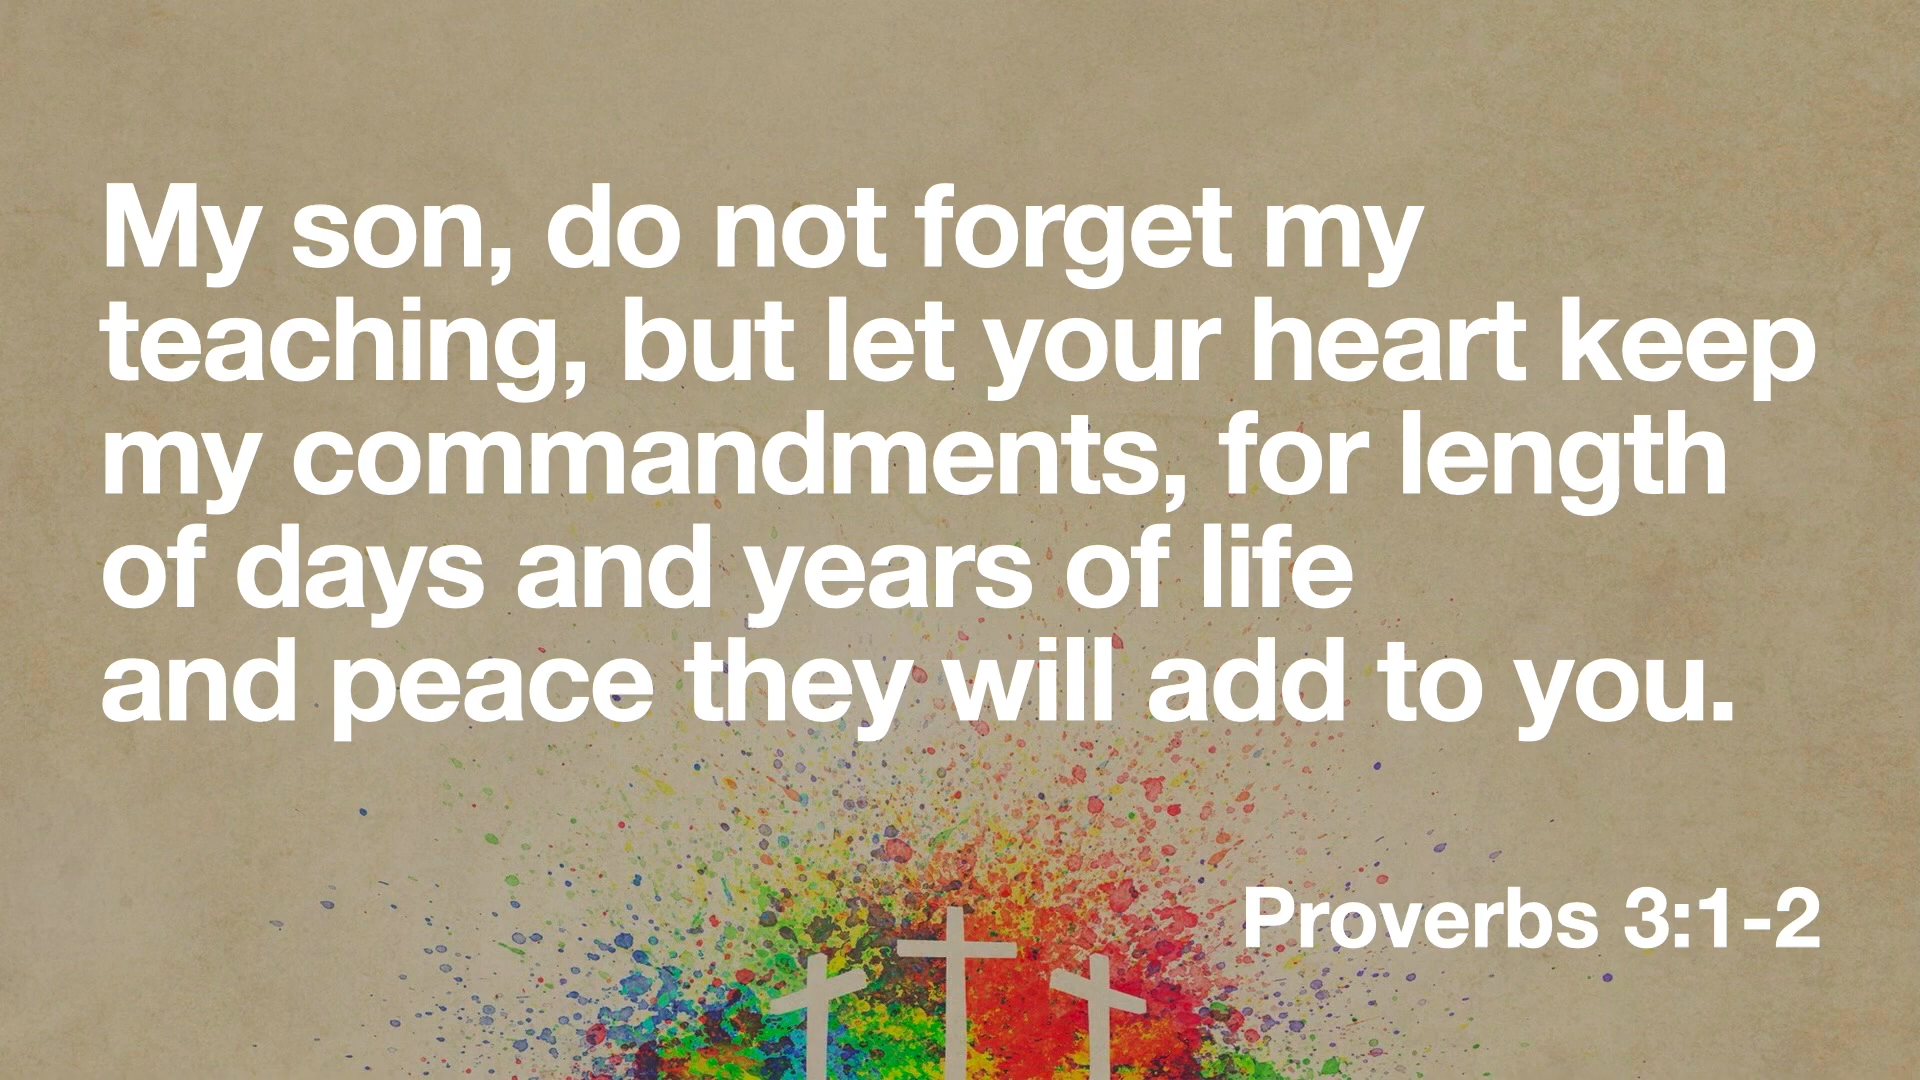 My son, do not forget my
teaching, but let your heart keep
my commandments, for length
of days and years of life
and peace they will add to you.
Proverbs 3:1-2